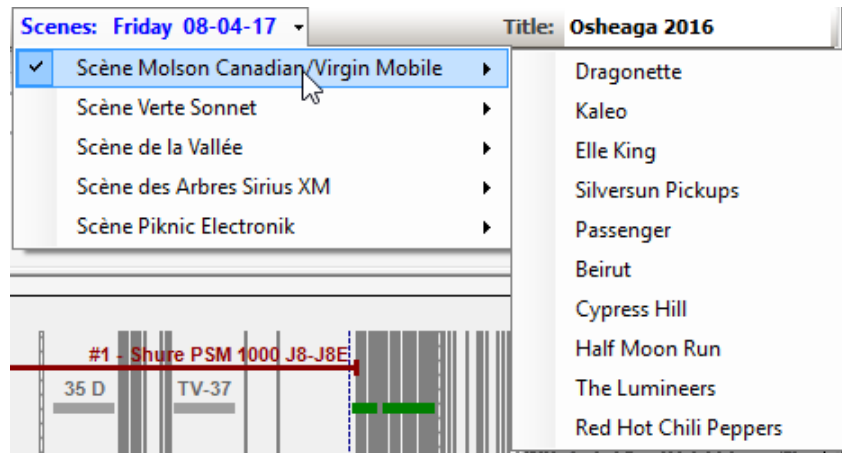 Scenes: Friday 08-04-17
Title: Osheaga 2016
Scène Molson Canadian/Virgin Mobile
Scène Verte Sonnet
Scène de la Vallée
Scène des Arbres Sirius XM
Scène Piknic Electronik
Dragonette
Kaleo
Elle King
Silversun Pickups
Passenger
Beirut
Cypress Hill
Half Moon Run
The Lumineers
Red Hot Chili Peppers
#1 - Shure PSM 1000 J8-J8E
35 D
TV-37